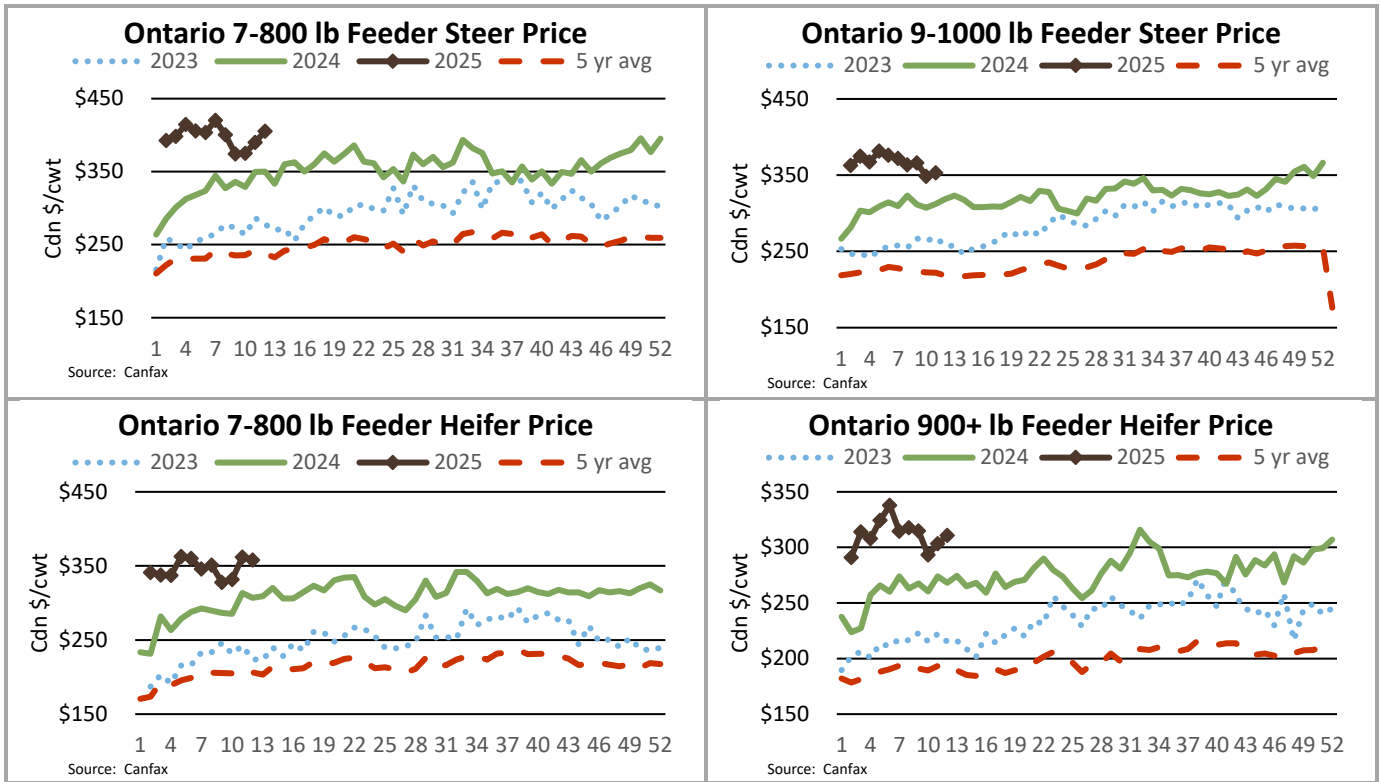 Ontario 7-800 lb Feeder Steer Price
2023 2024 2025 5 yr avg
$450
$350
$250
$150
Cdn $/cwt
1 4 7 10 13 16 19 22 25 28 31 34 37 40 43 46 49 52
Source: Canfax
Ontario 9-1000 lb Feeder Steer Price
2023 2024 2025 5 yr avg
$450
$350
$250
$150
Cdn $/cwt
1 4 7 10 13 16 19 22 25 28 31 34 37 40 43 46 49 52
Source: Canfax
Ontario 7-800 lb Feeder Heifer Price
2023 2024 2025 5 yr avg
$450
$350
$250
$150
Cdn $/cwt
1 4 7 10 13 16 19 22 25 28 31 34 37 40 43 46 49 52
Source: Canfax
Ontario 900+ lb Feeder Heifer Price
2023 2024 2025 5 yr avg
$350
$300
$250
$200
$150
Cdn $/cwt
1 4 7 10 13 16 19 22 25 28 31 34 37 40 43 46 49 52
Source: Canfax